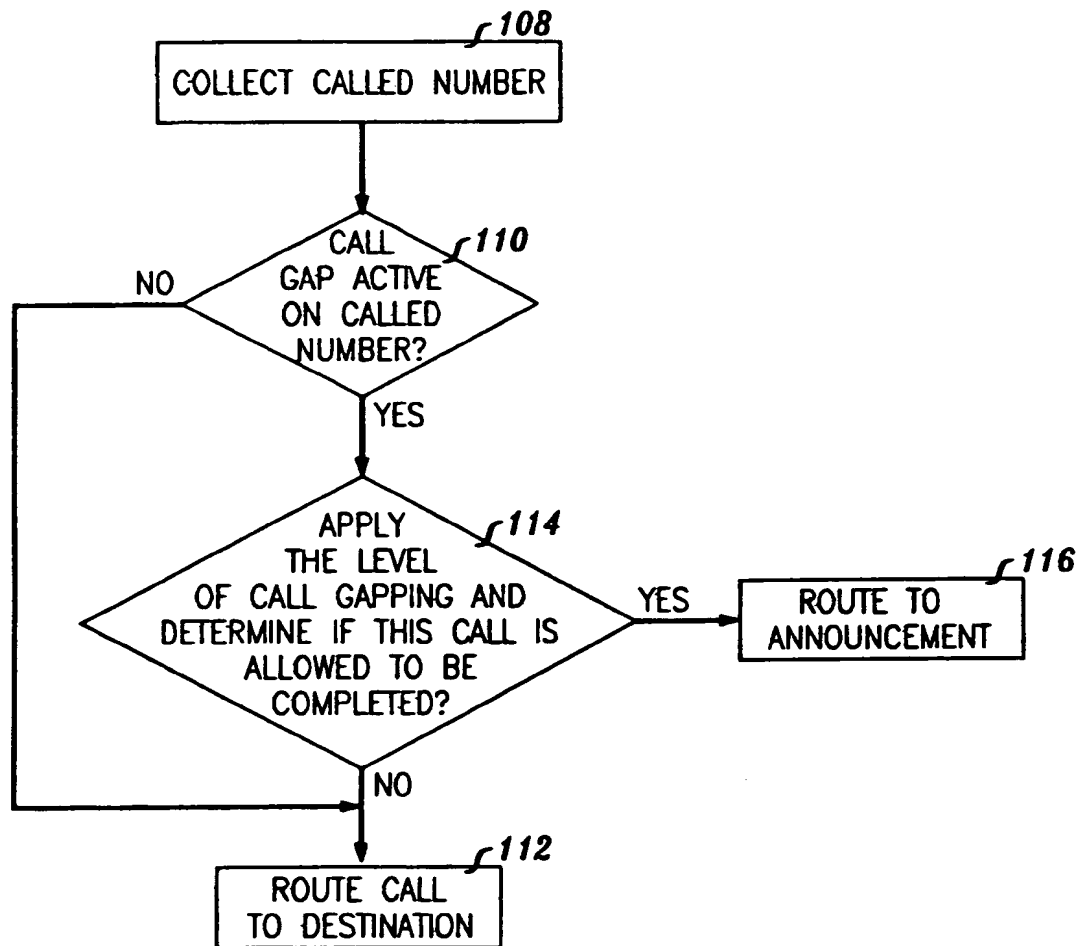 108
COLLECT CALLED NUMBER
110
CALL
GAP ACTIVE
ON CALLED
NUMBER?
NO
YES
114
APPLY
THE LEVEL
OF CALL GAPPING AND
DETERMINE IF THIS CALL IS
ALLOWED TO BE
COMPLETED?
YES
116
ROUTE TO
ANNOUNCEMENT
NO
112
ROUTE CALL
TO DESTINATION